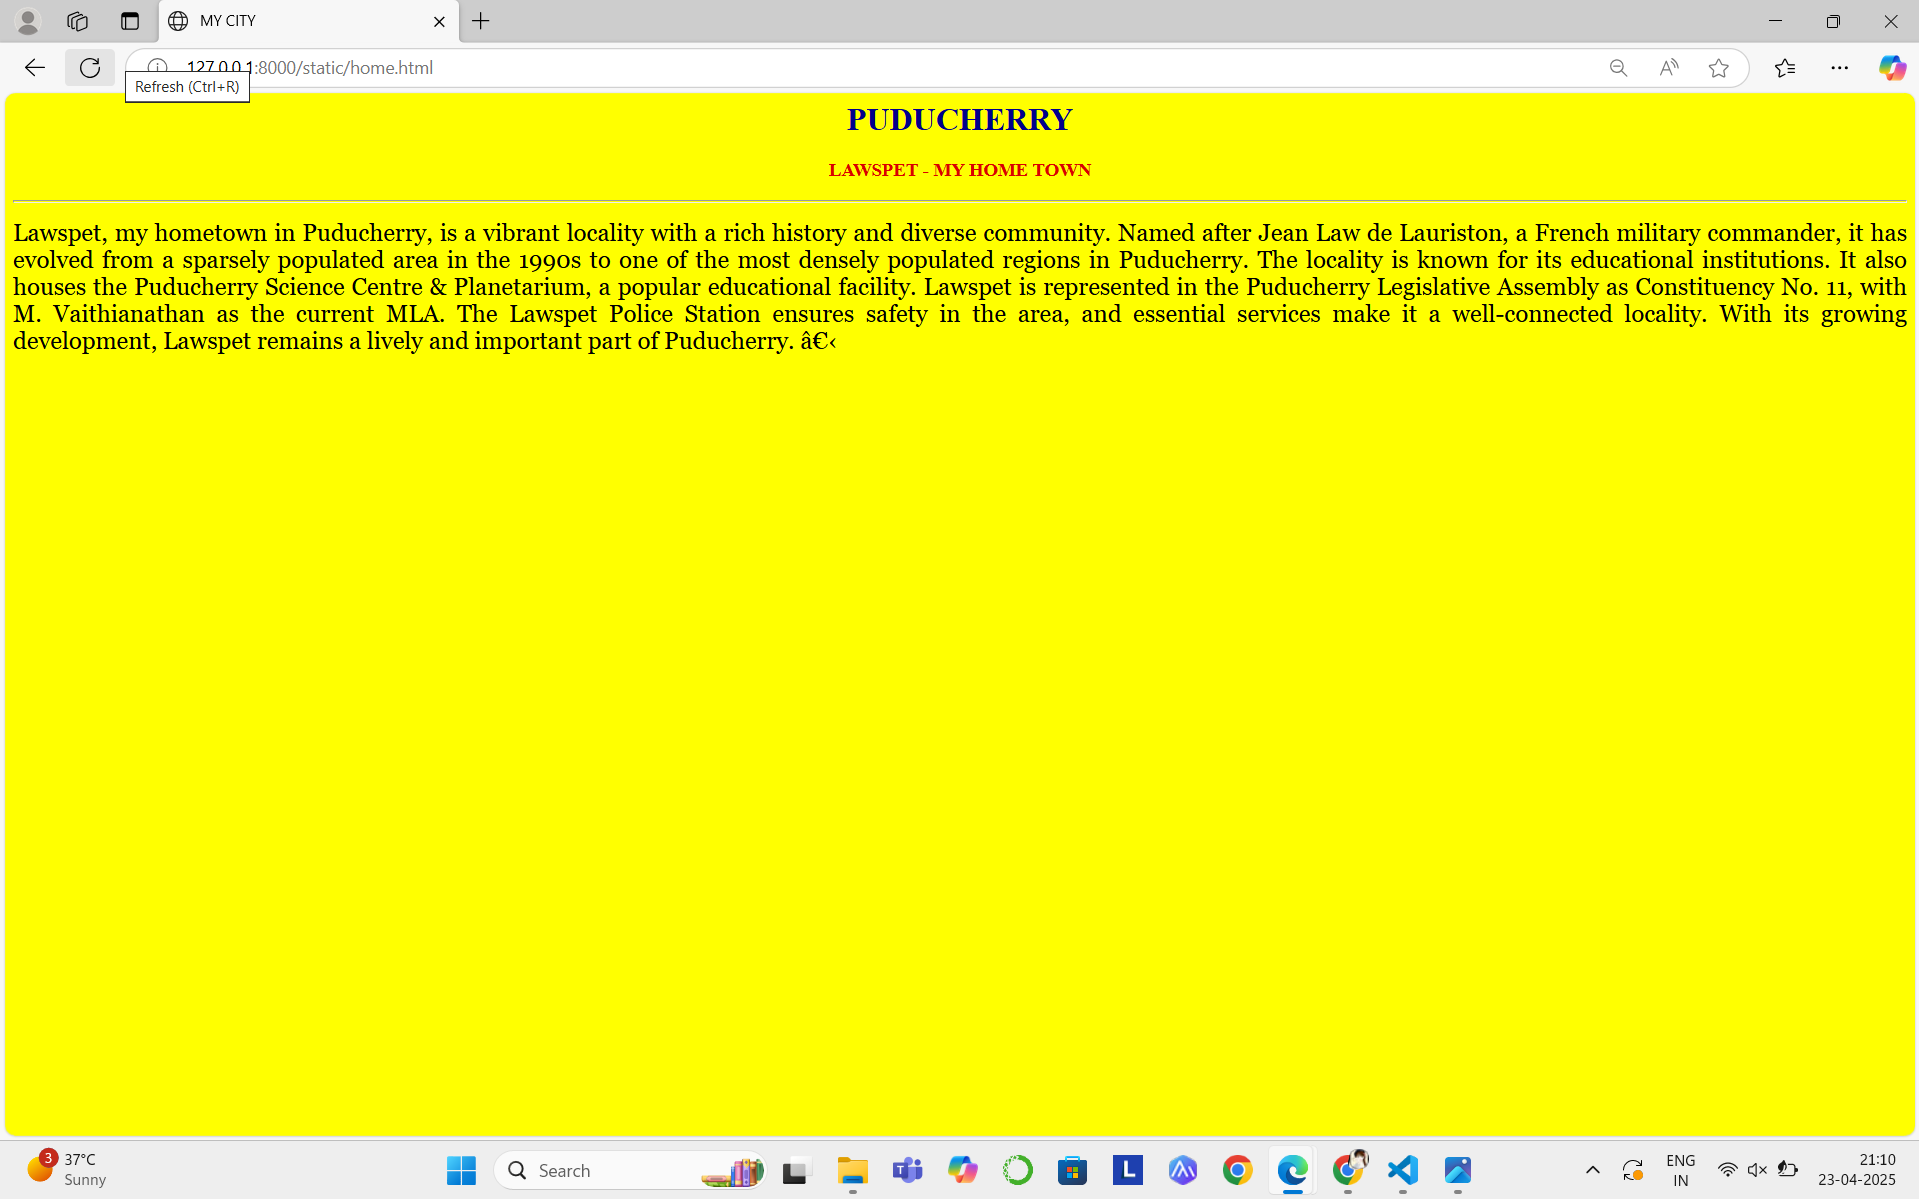 MY CITY
127.0.0.1:8000/static/home.html
Refresh (Ctrl+R)
PUDUCHERRY
LAWSPET - MY HOME TOWN
Lawspet, my hometown in Puducherry, is a vibrant locality with a rich history and diverse community. Named after Jean Law de Lauriston, a French military commander, it has
evolved from a sparsely populated area in the 1990s to one of the most densely populated regions in Puducherry. The locality is known for its educational institutions. It also
houses the Puducherry Science Centre & Planetarium, a popular educational facility. Lawspet is represented in the Puducherry Legislative Assembly as Constituency No. 11, with
M. Vaithianathan as the current MLA. The Lawspet Police Station ensures safety in the area, and essential services make it a well-connected locality. With its growing
development, Lawspet remains a lively and important part of Puducherry. â€‹
3
37°C
Sunny
Search
L
ENG
IN
21:10
23-04-2025